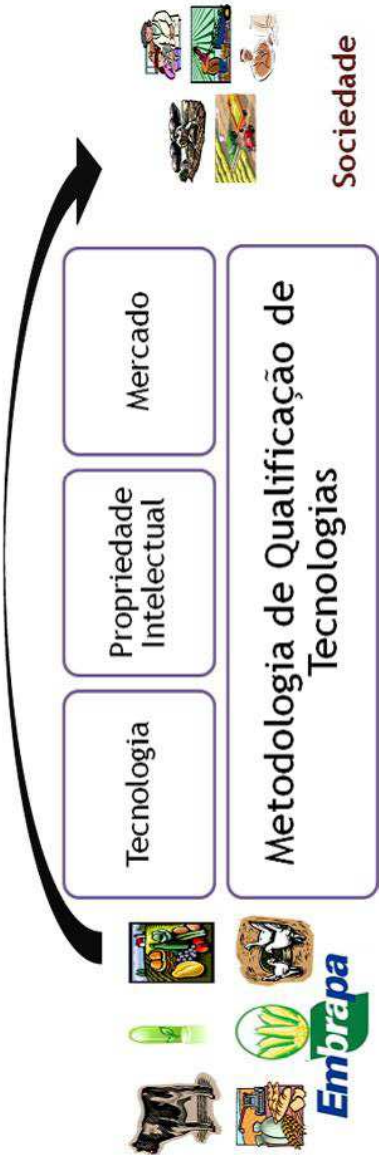 Tecnologia
Propriedade
Intelectual
Mercado
Metodologia de Qualificação de
Tecnologias
Embrapa
Sociedade